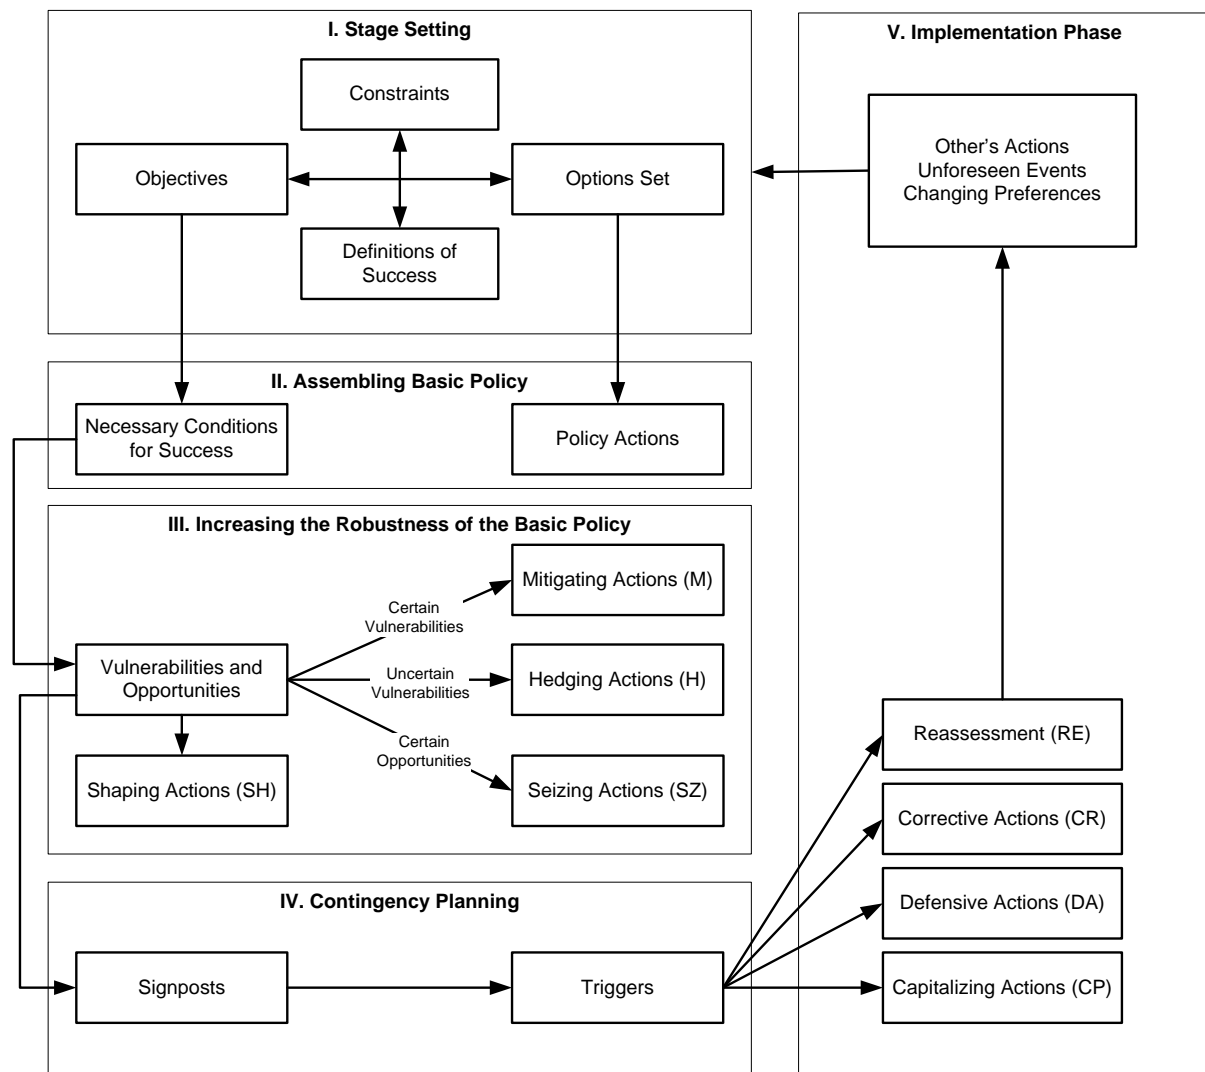 I. Stage Setting
Constraints
Objectives
Options Set
Definitions of
Success
II. Assembling Basic Policy
Necessary Conditions
for Success
Policy Actions
III. Increasing the Robustness of the Basic Policy
Mitigating Actions (M)
Certain
Vulnerabilities
Vulnerabilities and
Opportunities
Uncertain
Vulnerabilities
Hedging Actions (H)
Certain
Opportunities
Shaping Actions (SH)
Seizing Actions (SZ)
IV. Contingency Planning
Signposts
Triggers
V. Implementation Phase
Other's Actions
Unforeseen Events
Changing Preferences
Reassessment (RE)
Corrective Actions (CR)
Defensive Actions (DA)
Capitalizing Actions (CP)